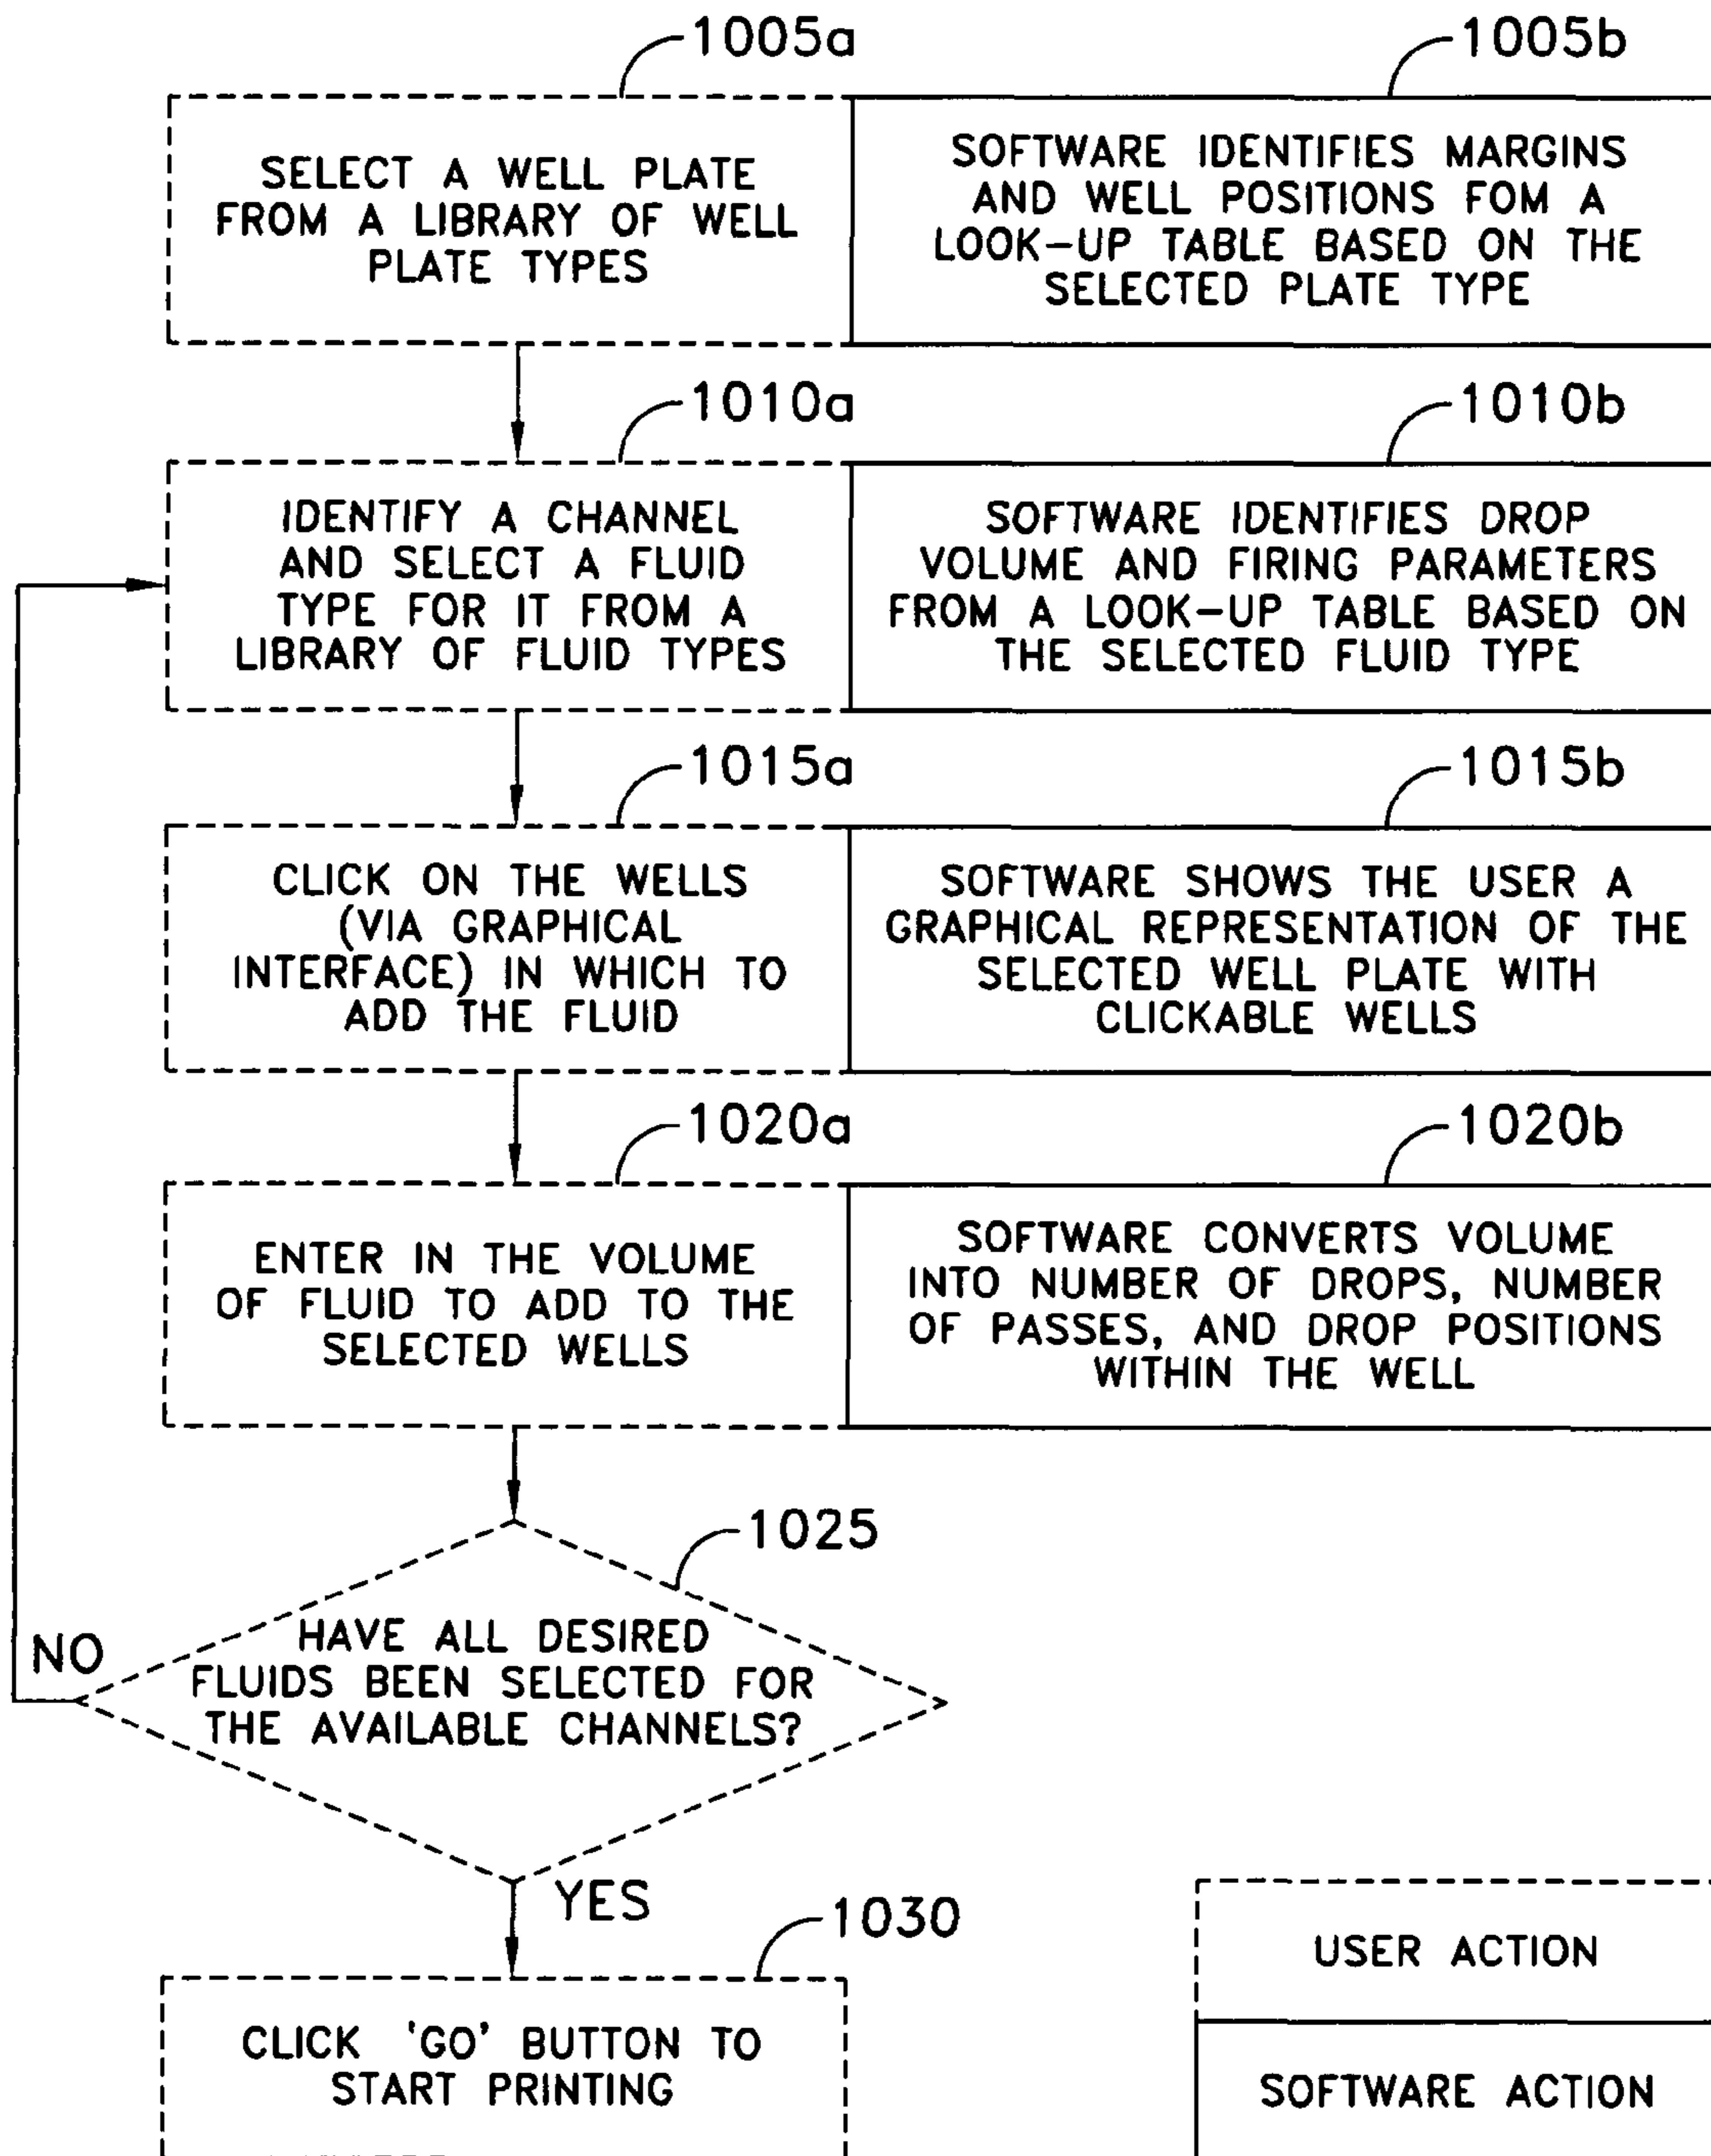 1005a
1005b
SELECT A WELL PLATE
FROM A LIBRARY OF WELL
PLATE TYPES
SOFTWARE IDENTIFIES MARGINS
AND WELL POSITIONS FOM A
LOOK-UP TABLE BASED ON THE
SELECTED PLATE TYPE
1010a
1010b
IDENTIFY A CHANNEL
AND SELECT A FLUID
TYPE FOR IT FROM A
LIBRARY OF FLUID TYPES
SOFTWARE IDENTIFIES DROP
VOLUME AND FIRING PARAMETERS
FROM A LOOK-UP TABLE BASED ON
THE SELECTED FLUID TYPE
1015a
1015b
CLICK ON THE WELLS
(VIA GRAPHICAL
INTERFACE) IN WHICH TO
ADD THE FLUID
SOFTWARE SHOWS THE USER A
GRAPHICAL REPRESENTATION OF THE
SELECTED WELL PLATE WITH
CLICKABLE WELLS
1020a
1020b
ENTER IN THE VOLUME
OF FLUID TO ADD TO THE
SELECTED WELLS
SOFTWARE CONVERTS VOLUME
INTO NUMBER OF DROPS, NUMBER
OF PASSES, AND DROP POSITIONS
WITHIN THE WELL
1025
HAVE ALL DESIRED
FLUIDS BEEN SELECTED FOR
THE AVAILABLE CHANNELS?
NO
YES
1030
CLICK 'GO' BUTTON TO
START PRINTING
USER ACTION
SOFTWARE ACTION